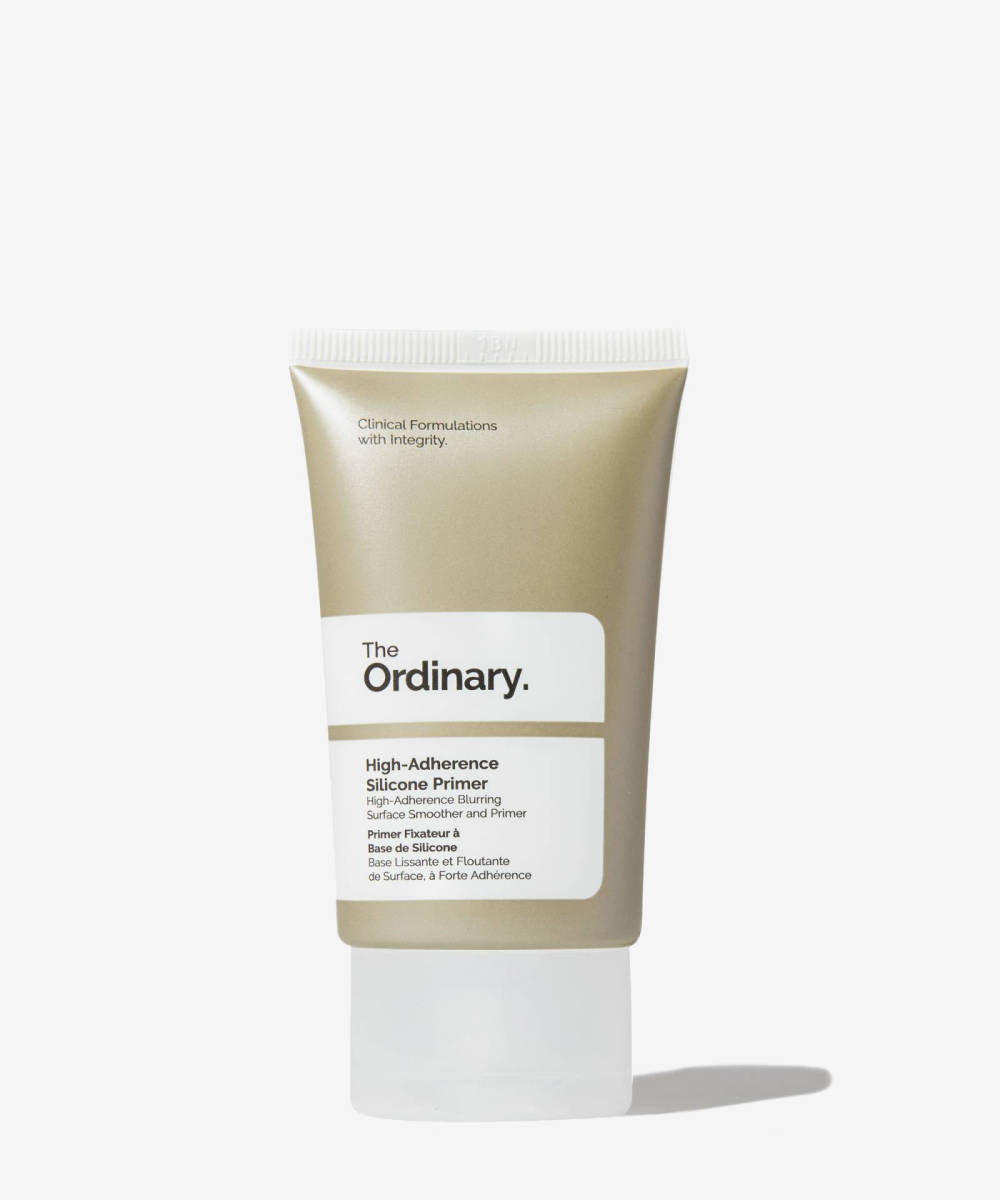 Clinical Formulations
with Integrity.
The
Ordinary.
High-Adherence
Silicone Primer
High-Adherence Blurring
Surface Smoother and Primer
Primer Fixateur à
Base de Silicone
Base Lissante et Floutante
de Surface, à Forte Adhérence